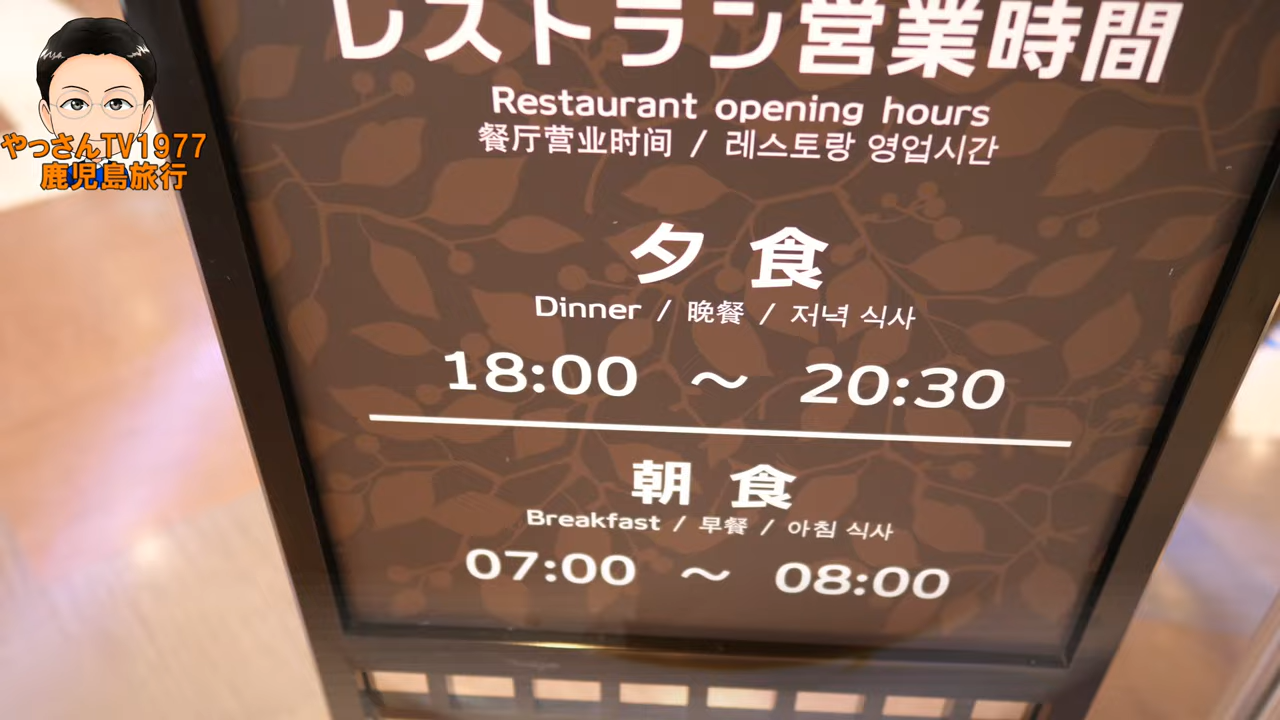 レストラン営業時間
Restaurant opening hours
餐厅营业时间 / 레스토랑 영업시간
やっさんTV1977
鹿児島旅行
夕食
Dinner / 晩餐 / 저녁 식사
18:00 ～ 20:30
朝食
Breakfast / 早餐 / 아침 식사
07:00 ～ 08:00